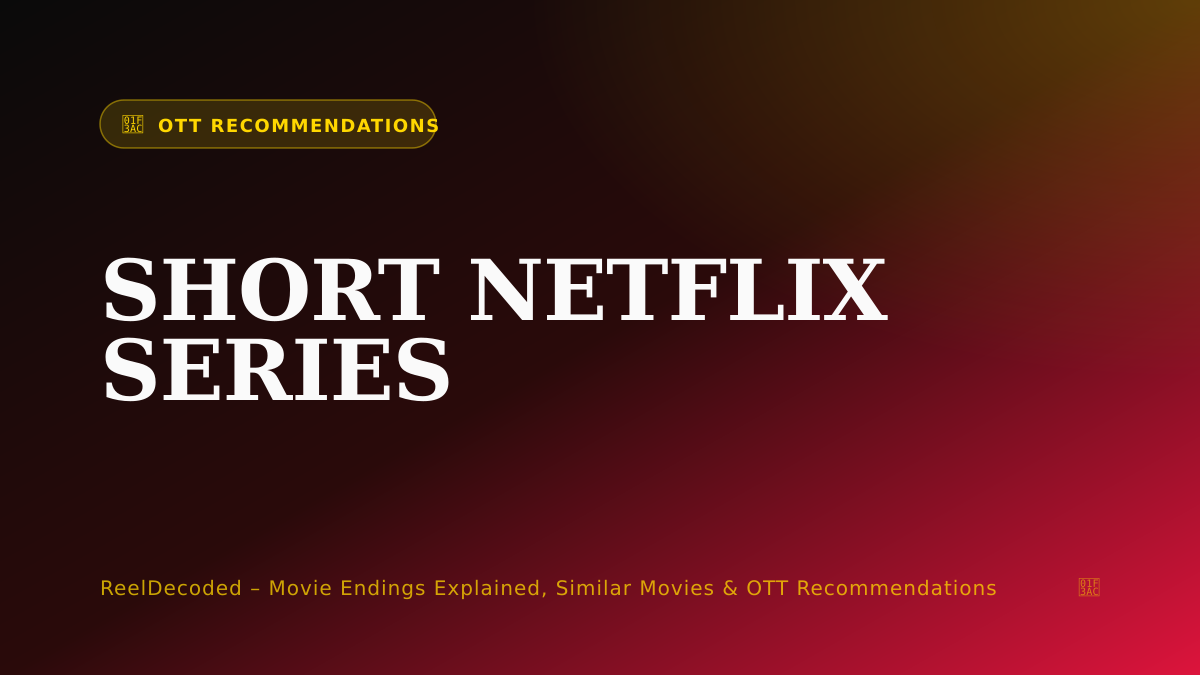 OTT RECOMMENDATIONS
SHORT NETFLIX
SERIES
ReelDecoded – Movie Endings Explained, Similar Movies & OTT Recommendations